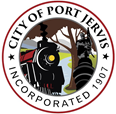 CITY OF PORT JERVIS
INCORPORATED 1907